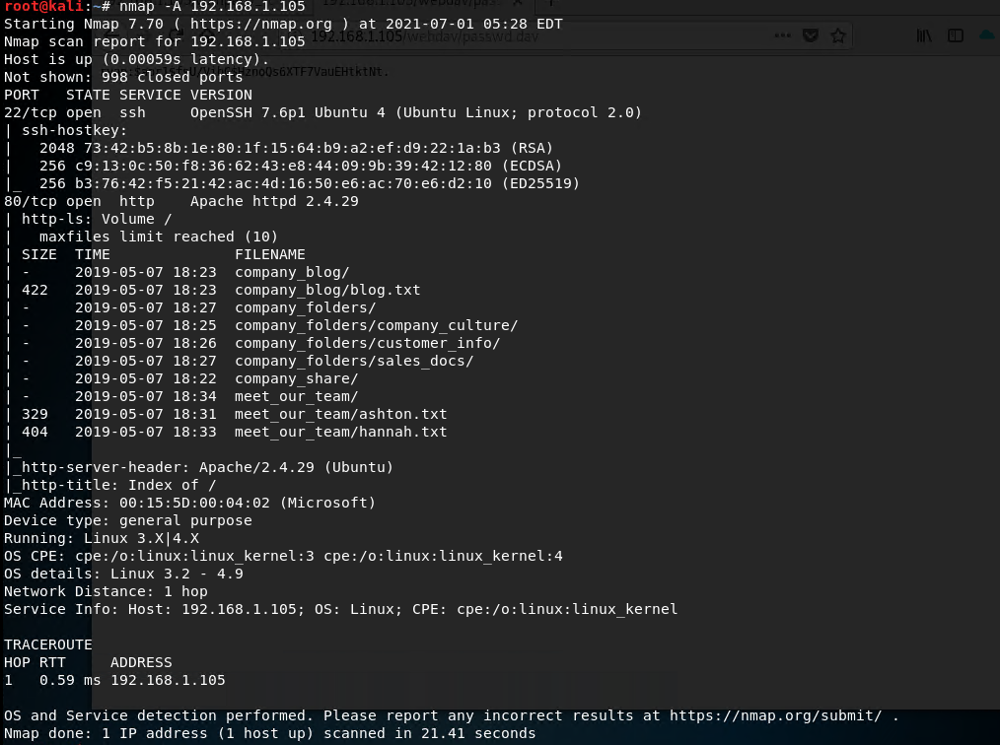 root@kali:~# nmap -A 192.168.1.105
Starting Nmap 7.70 ( https://nmap.org ) at 2021-07-01 05:28 EDT
Nmap scan report for 192.168.1.105
192.168.1.105/webdav/passwd.dav
Host is up (0.00059s latency).
Not shown: 998 closed ports
PORT   STATE SERVICE VERSION
22/tcp open  ssh     OpenSSH 7.6p1 Ubuntu 4 (Ubuntu Linux; protocol 2.0)
| ssh-hostkey:
|   2048 73:42:b5:8b:1e:80:1f:15:64:b9:a2:ef:d9:22:1a:b3 (RSA)
|   256 c9:13:0c:50:f8:36:62:43:e8:44:09:9b:39:42:12:80 (ECDSA)
|_  256 b3:76:42:f5:21:42:ac:4d:16:50:e6:ac:70:e6:d2:10 (ED25519)
80/tcp open  http    Apache httpd 2.4.29
| http-ls: Volume /
|   maxfiles limit reached (10)
| SIZE  TIME              FILENAME
| -     2019-05-07 18:23  company_blog/
| 422   2019-05-07 18:23  company_blog/blog.txt
| -     2019-05-07 18:27  company_folders/
| -     2019-05-07 18:25  company_folders/company_culture/
| -     2019-05-07 18:26  company_folders/customer_info/
| -     2019-05-07 18:27  company_folders/sales_docs/
| -     2019-05-07 18:22  company_share/
| -     2019-05-07 18:34  meet_our_team/
| 329   2019-05-07 18:31  meet_our_team/ashton.txt
| 404   2019-05-07 18:33  meet_our_team/hannah.txt
|_
|_http-server-header: Apache/2.4.29 (Ubuntu)
|_http-title: Index of /
MAC Address: 00:15:5D:00:04:02 (Microsoft)
Device type: general purpose
Running: Linux 3.X|4.X
OS CPE: cpe:/o:linux:linux_kernel:3 cpe:/o:linux:linux_kernel:4
OS details: Linux 3.2 - 4.9
Network Distance: 1 hop
Service Info: Host: 192.168.1.105; OS: Linux; CPE: cpe:/o:linux:linux_kernel
TRACEROUTE
HOP RTT     ADDRESS
1   0.59 ms 192.168.1.105
OS and Service detection performed. Please report any incorrect results at https://nmap.org/submit/ .
Nmap done: 1 IP address (1 host up) scanned in 21.41 seconds